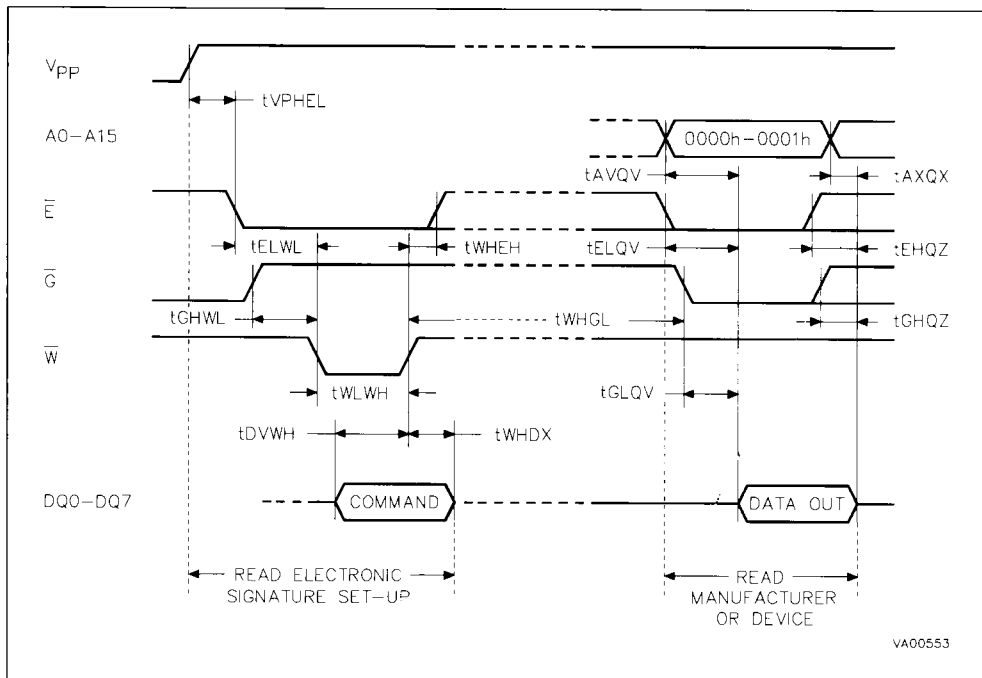 VPP
tVPHEL
A0-A15
0000h-0001h
tAVQV
tAXQX
E
tELWL
tWHEH
tELQV
tEHQZ
G
tGHWL
tWHGL
tGHQZ
W
tWLWH
tGLQV
tDVWH
tWHDX
DQ0-DQ7
COMMAND
DATA OUT
READ ELECTRONIC
SIGNATURE SET-UP
READ
MANUFACTURER
OR DEVICE
VA00553